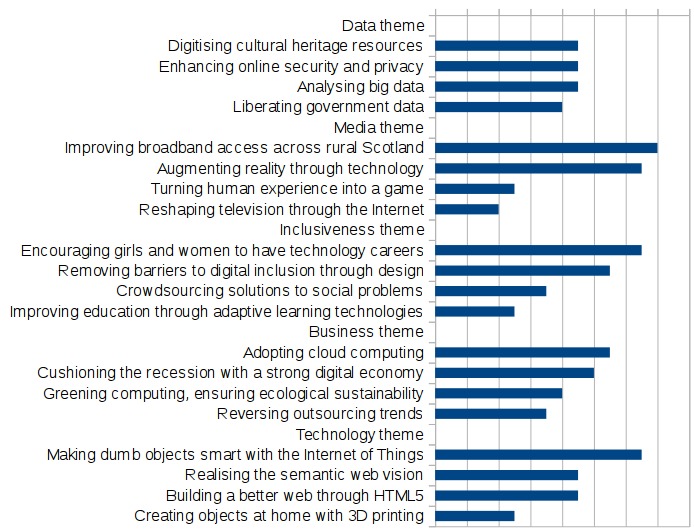 Data theme
Digitising cultural heritage resources
Enhancing online security and privacy
Analysing big data
Liberating government data
Media theme
Improving broadband access across rural Scotland
Augmenting reality through technology
Turning human experience into a game
Reshaping television through the Internet
Inclusiveness theme
Encouraging girls and women to have technology careers
Removing barriers to digital inclusion through design
Crowdsourcing solutions to social problems
Improving education through adaptive learning technologies
Business theme
Adopting cloud computing
Cushioning the recession with a strong digital economy
Greening computing, ensuring ecological sustainability
Reversing outsourcing trends
Technology theme
Making dumb objects smart with the Internet of Things
Realising the semantic web vision
Building a better web through HTML5
Creating objects at home with 3D printing